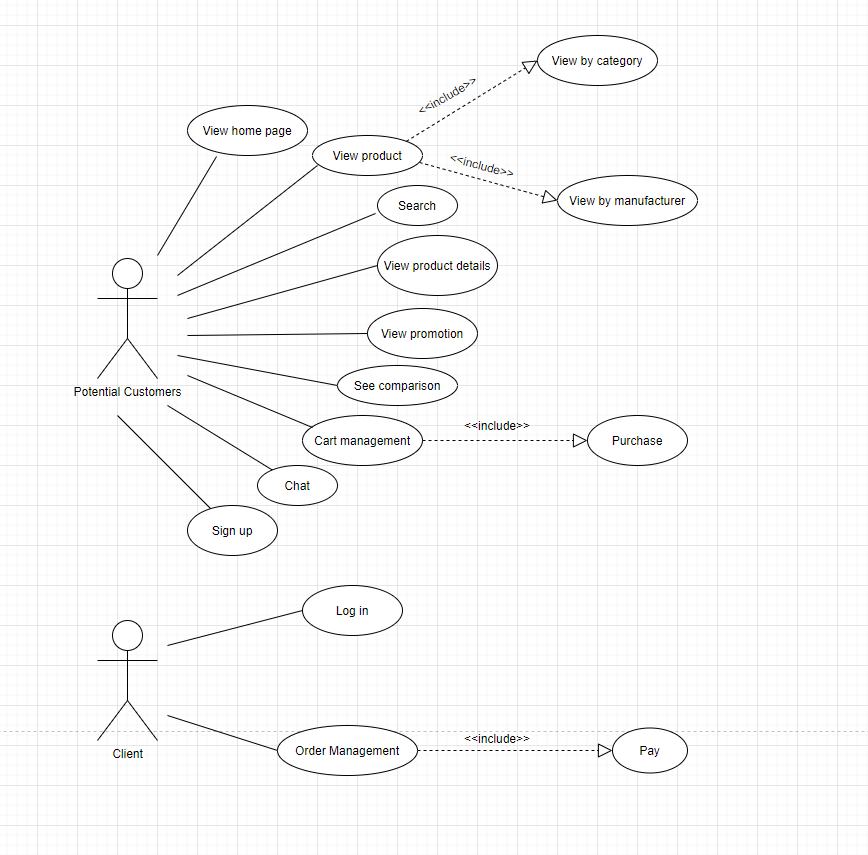 View by category
<<include>>
View home page
View product
<<include>>
View by manufacturer
Search
View product details
View promotion
See comparison
Potential Customers
<<include>>
Cart management
Purchase
Chat
Sign up
Log in
<<include>>
Order Management
Pay
Client